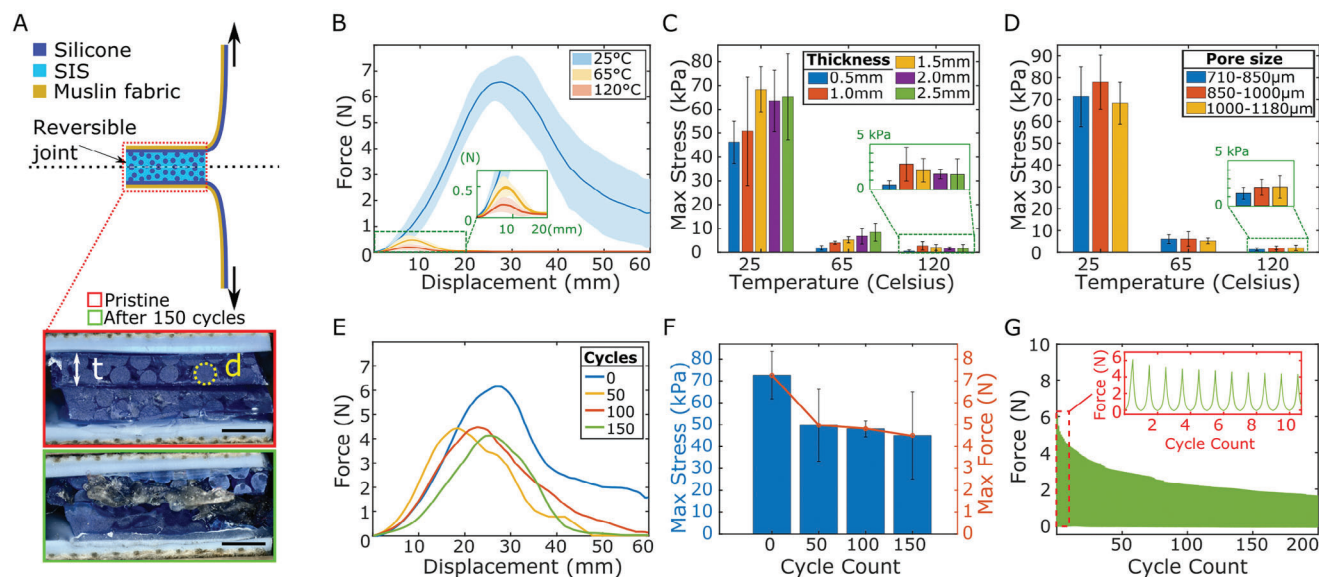 A
Silicone
SIS
Muslin fabric
Reversible
joint
Pristine
After 150 cycles
t
d
B
Force (N)
7
6
5
4
3
2
1
0
0
10
20
30
40
50
60
Displacement (mm)
25°C
65°C
120°C
(N)
0.5
0
10
20(mm)
C
Max Stress (kPa)
80
70
60
50
40
30
20
10
0
25
65
120
Temperature (Celsius)
Thickness
0.5mm
1.0mm
1.5mm
2.0mm
2.5mm
5 kPa
D
Max Stress (kPa)
90
80
70
60
50
40
30
20
10
0
25
65
120
Temperature (Celsius)
Pore size
710-850µm
850-1000µm
1000-1180µm
5 kPa
E
Force (N)
7
6
5
4
3
2
1
0
0
10
20
30
40
50
60
Displacement (mm)
Cycles
0
50
100
150
F
Max Stress (kPa)
80
70
60
50
40
30
20
10
0
0
50
100
150
Cycle Count
8
7
6
5
4
3
2
1
0
Max Force (N)
G
Force (N)
10
8
6
4
2
0
50
100
150
200
Cycle Count
Force (N)
6
4
2
0
2
4
6
8
10
Cycle Count